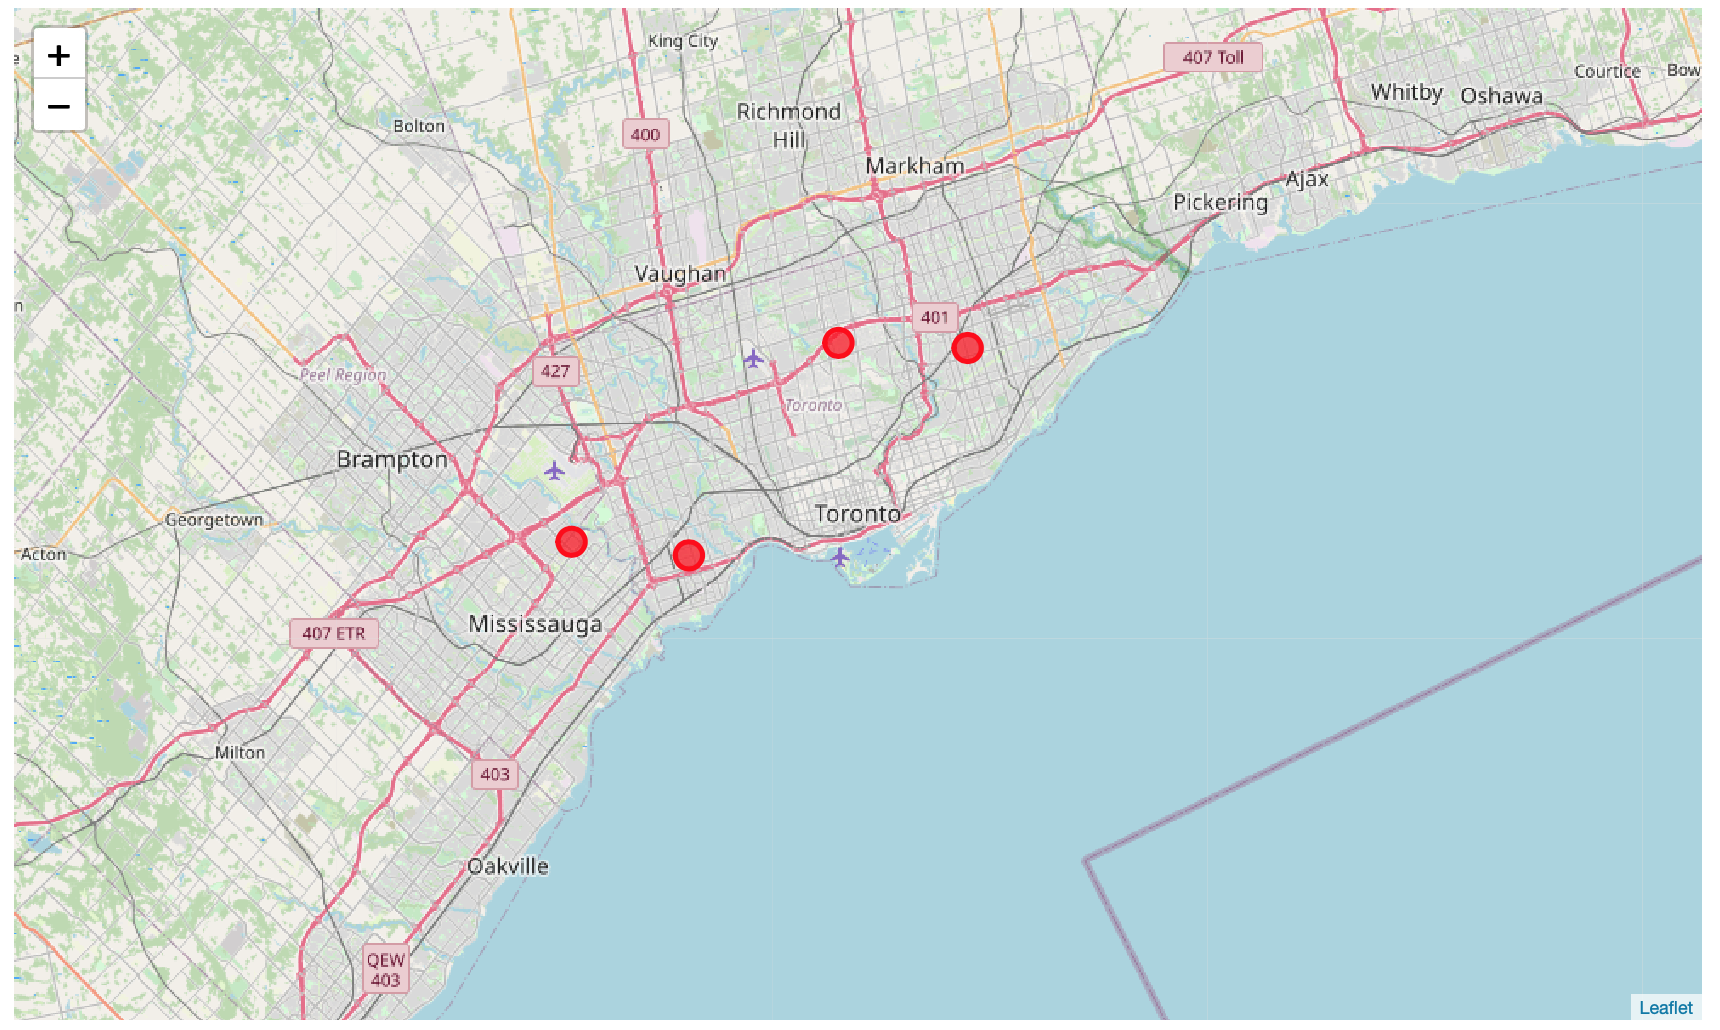 +
−
King City
407 Toll
Courtice
Bow
Whitby
Oshawa
Richmond
Hill
Bolton
400
Markham
Ajax
Pickering
Vaughan
n
401
427
Peel Region
Toronto
Brampton
Georgetown
Toronto
Acton
Mississauga
407 ETR
Milton
403
Oakville
QEW
403
Leaflet